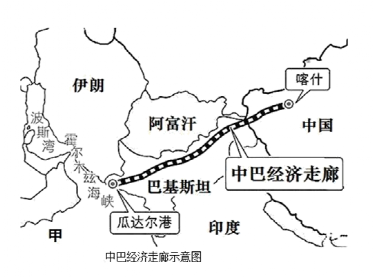 喀什
伊朗
阿富汗
中国
波斯湾
霍尔木兹海峡
中巴经济走廊
巴基斯坦
瓜达尔港
甲
印度
中巴经济走廊示意图